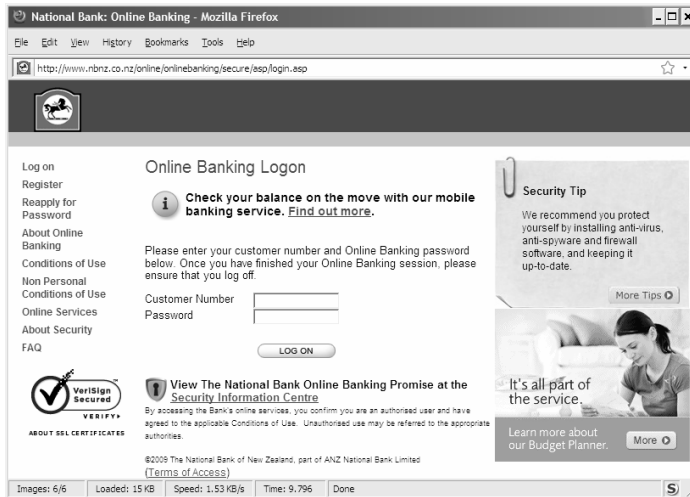 National Bank: Online Banking - Mozilla Firefox
File Edit View History Bookmarks Tools Help
http://www.nbnz.co.nz/online/onlinebanking/secure/asp/login.asp
Log on
Register
Reapply for
Password
About Online
Banking
Conditions of Use
Non Personal
Conditions of Use
Online Services
About Security
FAQ
VeriSign
Secured
VERIFY
ABOUT SSL CERTIFICATES
Online Banking Logon
i
Check your balance on the move with our mobile
banking service. Find out more.
Please enter your customer number and Online Banking password
below. Once you have finished your Online Banking session, please
ensure that you log off.
Customer Number
Password
LOG ON
View The National Bank Online Banking Promise at the
Security Information Centre
By accessing the Bank's online services, you confirm you are an authorised user and have
agreed to the applicable Conditions of Use. Unauthorised use may be referred to the appropriate
authorities.
©2009 The National Bank of New Zealand, part of ANZ National Bank Limited
(Terms of Access)
Security Tip
We recommend you protect
yourself by installing anti-virus,
anti-spyware and firewall
software, and keeping it
up-to-date.
More Tips
It's all part of
the service.
Learn more about
our Budget Planner.
More
Images: 6/6 Loaded: 15 KB Speed: 1.53 KB/s Time: 9.796 Done S